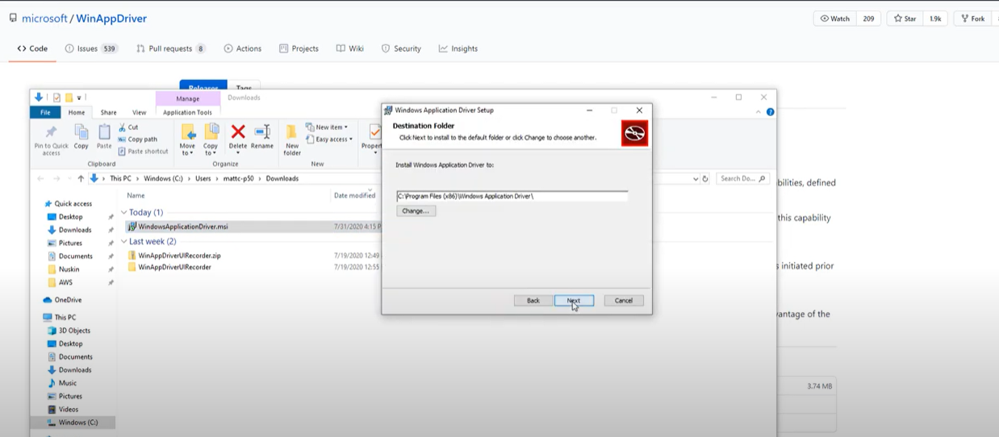 microsoft / WinAppDriver
Watch 209 Star 1.9k Fork
Code Issues 539 Pull requests 8 Actions Projects Wiki Security Insights
Releases Tags
Manage Downloads
File Home Share View Application Tools
Pin to Quick access
Copy
Paste
Cut
Copy path
Paste shortcut
Clipboard
Move to
Copy to
Delete
Rename
Organize
New folder
New item
Easy access
New
Proper
This PC > Windows (C:) > Users > mattc-p50 > Downloads
Search Do...
Name Date modified
Quick access
Desktop
Downloads
Pictures
Documents
Nuskin
AWS
OneDrive
This PC
3D Objects
Desktop
Documents
Downloads
Music
Pictures
Videos
Windows (C:)
Today (1)
WindowsApplicationDriver.msi 7/31/2020 4:15 P
Last week (2)
WinAppDriverUIRecorder.zip 7/19/2020 12:49
WinAppDriverUIRecorder 7/19/2020 12:55
Windows Application Driver Setup
Destination Folder
Click Next to install to the default folder or click Change to choose another.
Install Windows Application Driver to:
C:\Program Files (x86)\Windows Application Driver\
Change...
Back Next Cancel
bilities, defined
this capability
initiated prior
antage of the
3.74 MB